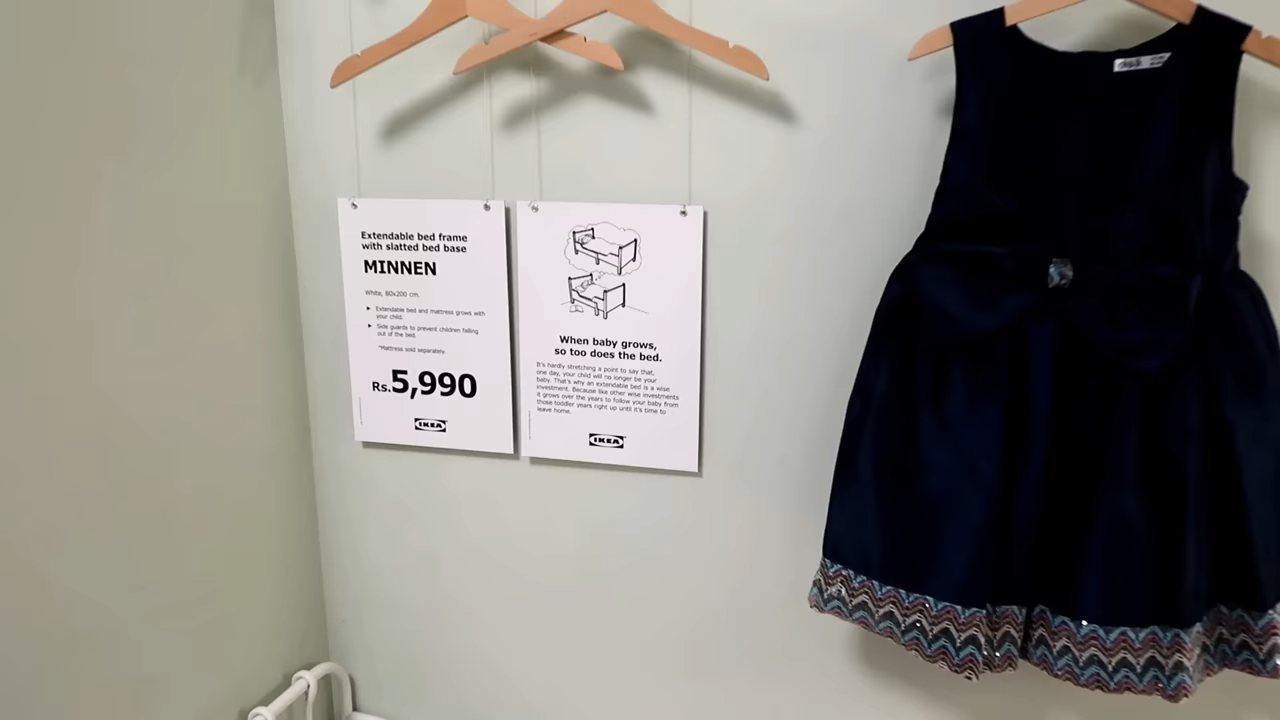 Extendable bed frame
with slatted bed base
MINNEN
White, 80x200 cm.
► Extendable bed and mattress grows with
your child.
► Side guards to prevent children falling
out of the bed.
*Mattress sold separately.
Rs.5,990
IKEA
When baby grows,
so too does the bed.
It's hardly stretching a point to say that,
one day, your child will no longer be your
baby. That's why an extendable bed is a wise
investment. Because like other wise investments
it grows over the years to follow your baby from
those toddler years right up until it's time to
leave home.
IKEA